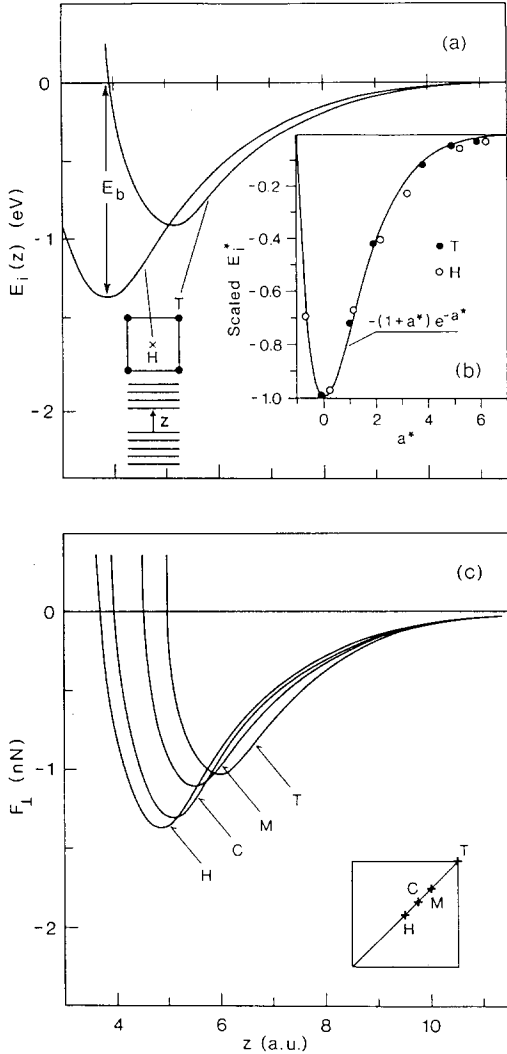 (a)
0
-1
-2
E_i (z) (eV)
E_b
T
×
H
z
-0.2
-0.4
-0.6
-0.8
-1.0
Scaled E_i^*
● T
○ H
-(1+a*) e^-a*
(b)
0 2 4 6
a*
(c)
0
-1
-2
F_⊥ (nN)
T
M
C
H
T
C
M
H
4 6 8 10
z (a.u.)